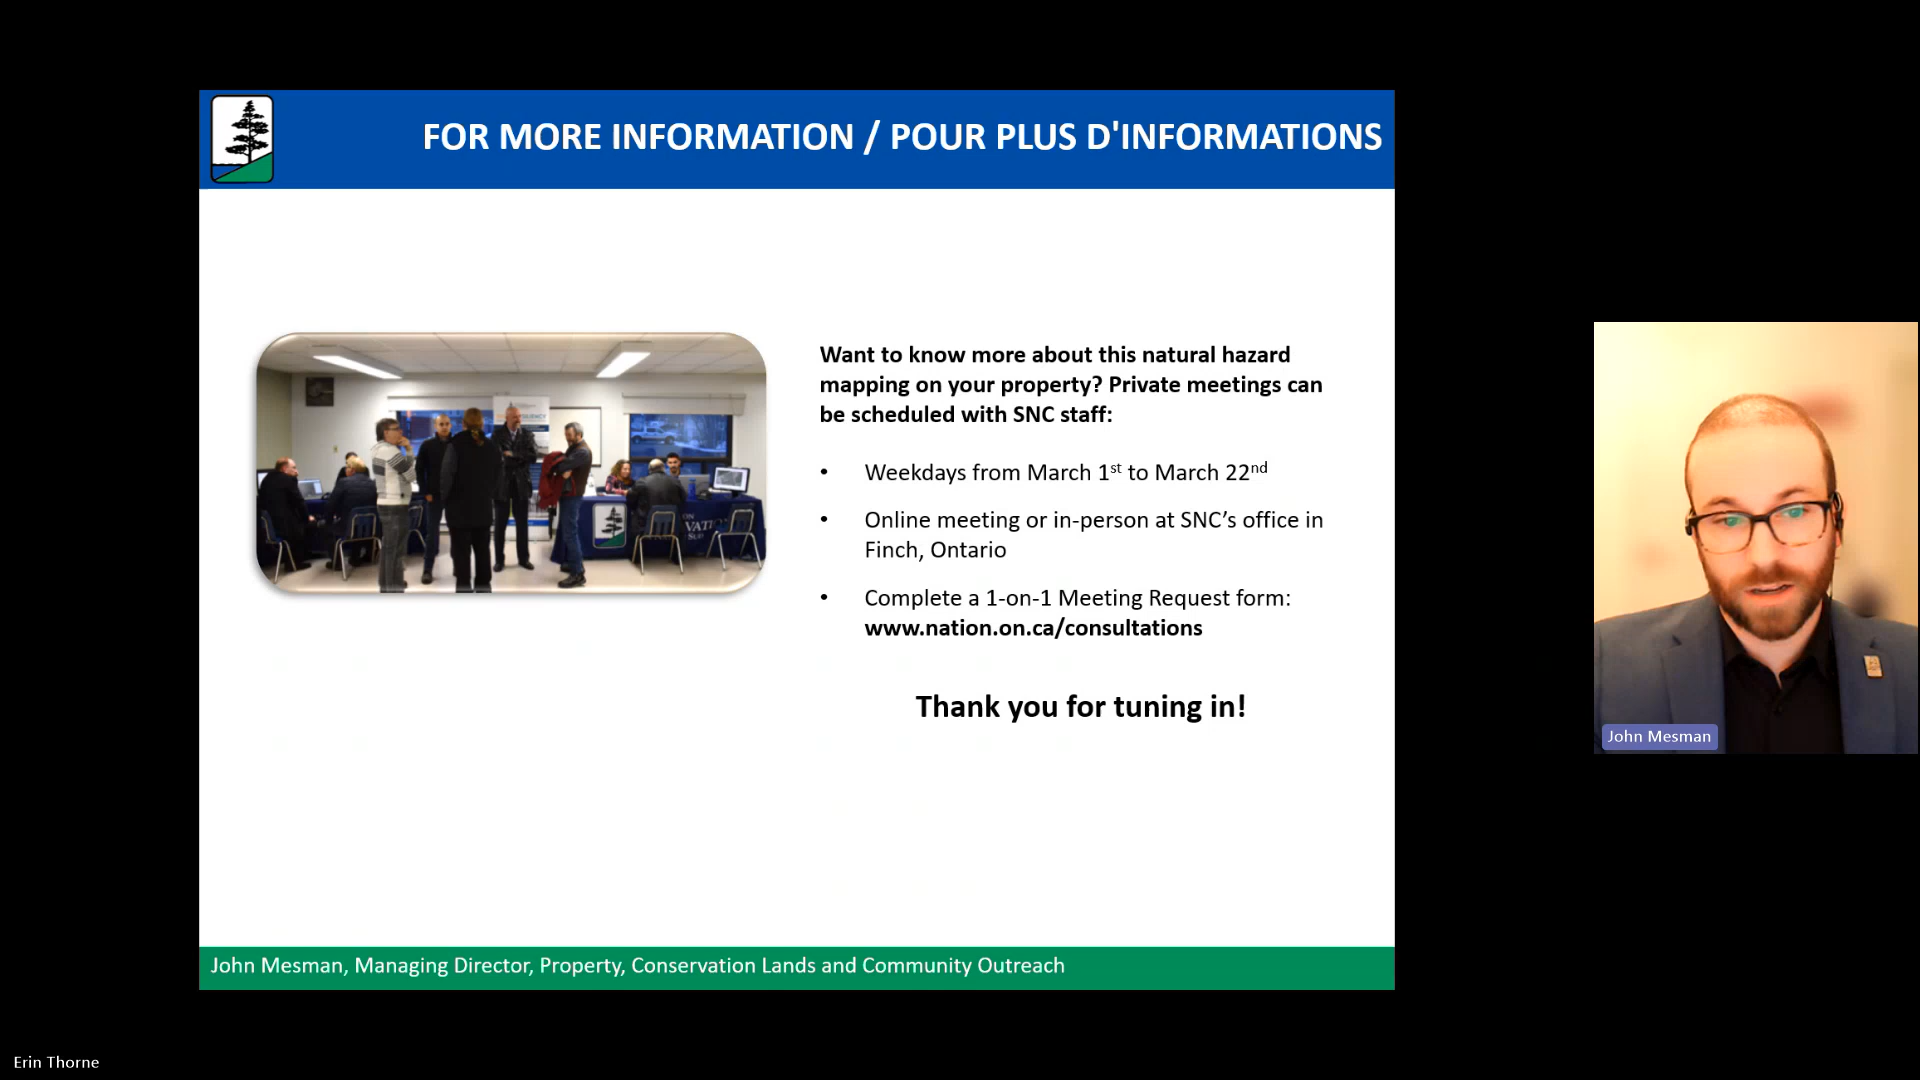 FOR MORE INFORMATION / POUR PLUS D'INFORMATIONS
Want to know more about this natural hazard
mapping on your property? Private meetings can
be scheduled with SNC staff:
• Weekdays from March 1st to March 22nd
• Online meeting or in-person at SNC’s office in
Finch, Ontario
• Complete a 1-on-1 Meeting Request form:
www.nation.on.ca/consultations
Thank you for tuning in!
John Mesman
John Mesman, Managing Director, Property, Conservation Lands and Community Outreach
Erin Thorne